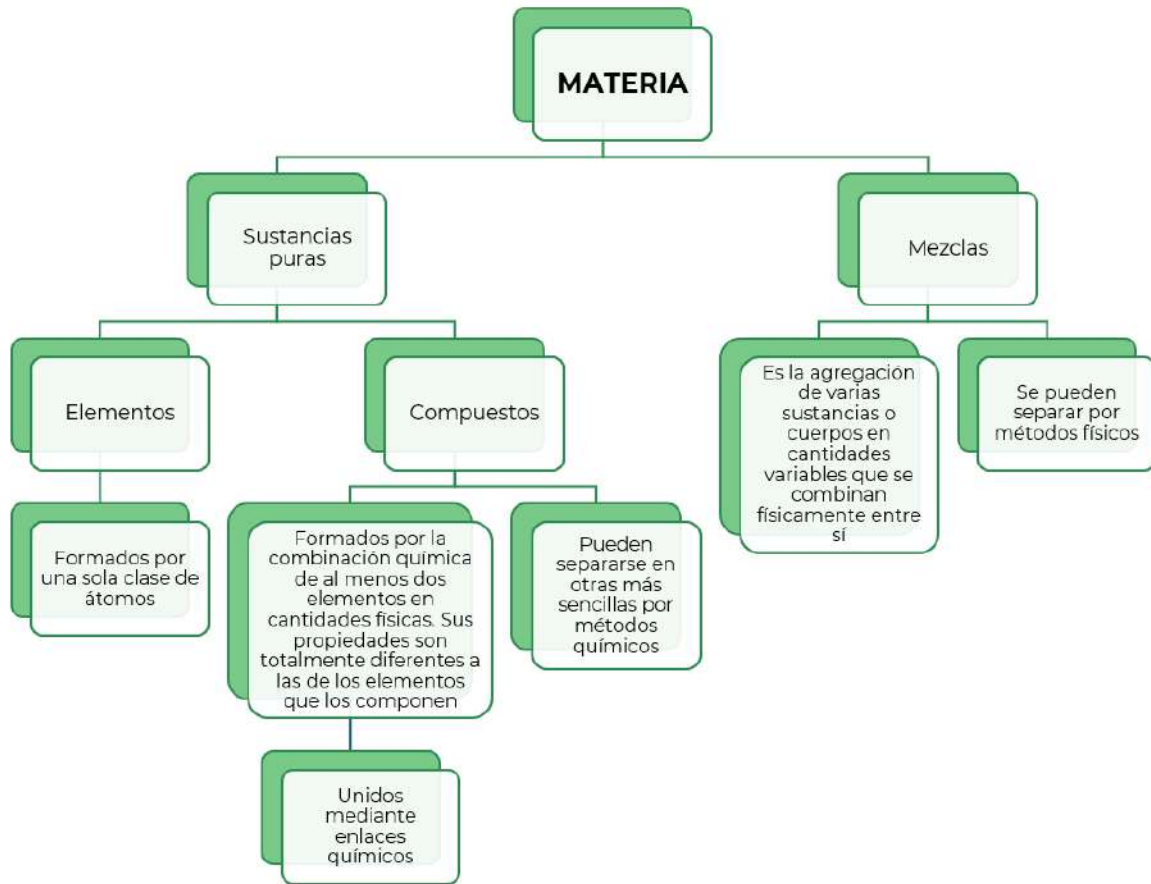 MATERIA
Sustancias
puras
Mezclas
Elementos
Compuestos
Es la agregación
de varias
sustancias o
cuerpos en
cantidades
variables que se
combinan
físicamente entre
sí
Se pueden
separar por
métodos físicos
Formados por
una sola clase de
átomos
Formados por la
combinación química
de al menos dos
elementos en
cantidades físicas. Sus
propiedades son
totalmente diferentes a
las de los elementos
que los componen
Pueden
separarse en
otras más
sencillas por
métodos
químicos
Unidos
mediante
enlaces
químicos